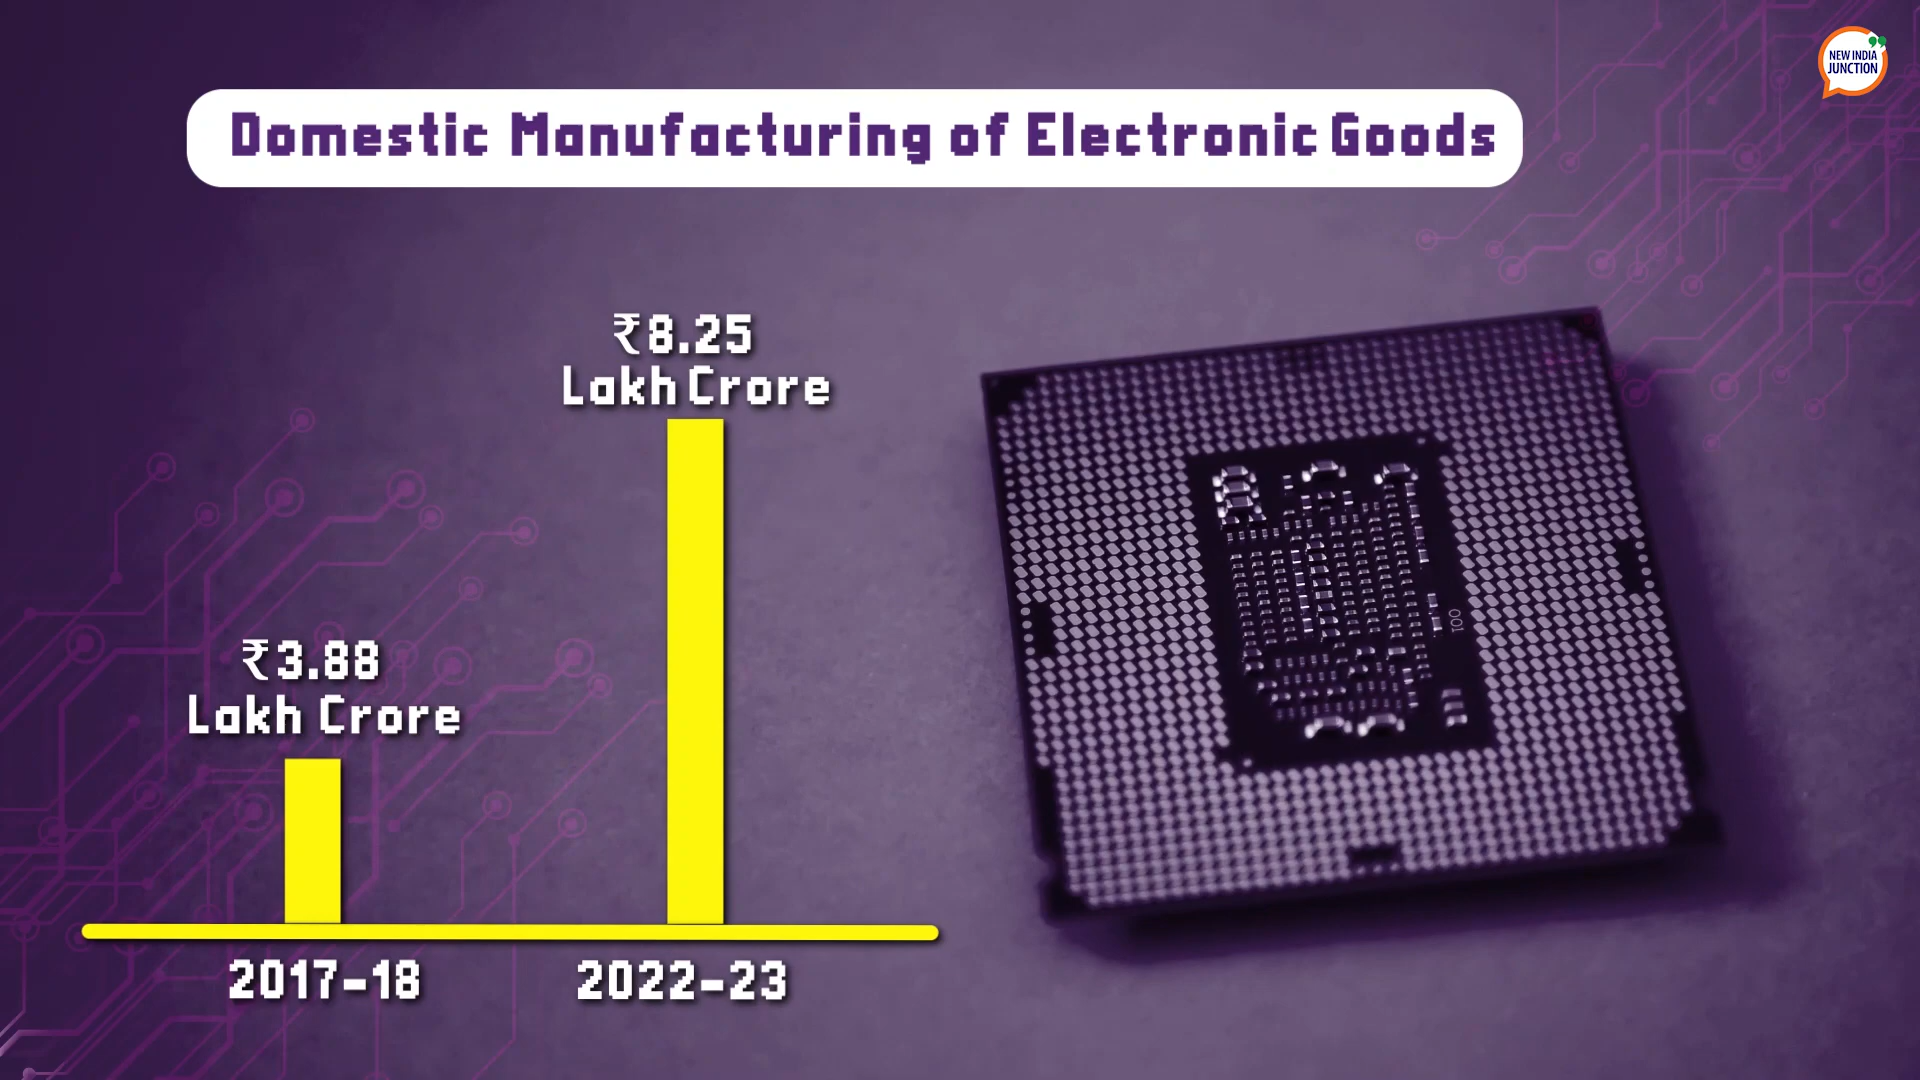 NEW INDIA
JUNCTION
Domestic Manufacturing of Electronic Goods
₹8.25
Lakh Crore
₹3.88
Lakh Crore
2017-18
2022-23
100